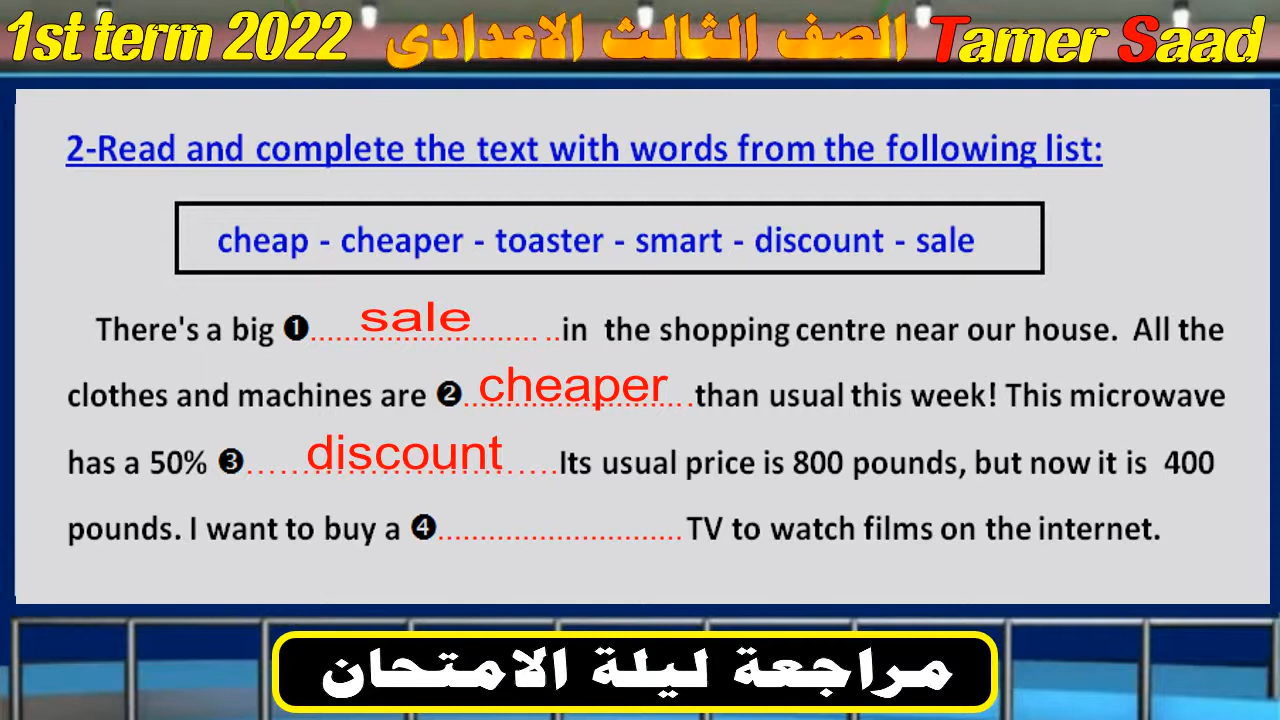 1st term 2022 الصف الثالث الاعدادى Tamer Saad
2-Read and complete the text with words from the following list:
cheap - cheaper - toaster - smart - discount - sale
There's a big ❶.......sale....... ..in the shopping centre near our house. All the
clothes and machines are ❷.......cheaper.......than usual this week! This microwave
has a 50% ❸.......discount.......Its usual price is 800 pounds, but now it is 400
pounds. I want to buy a ❹............................. TV to watch films on the internet.
مراجعة ليلة الامتحان